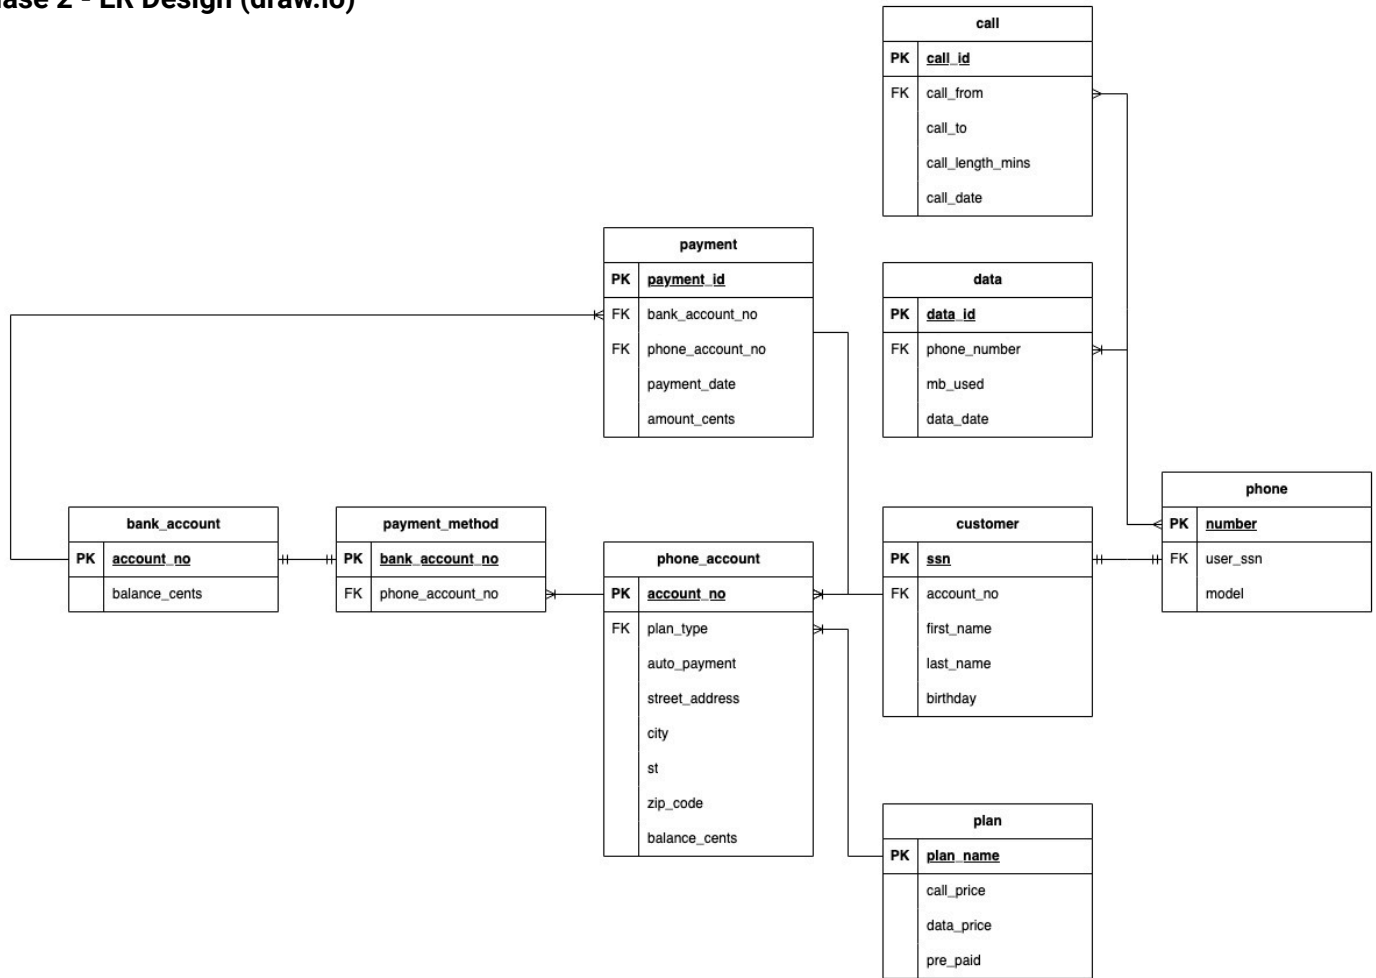 ase 2 - ER Design (draw.io)
call
PK call_id
FK call_from
call_to
call_length_mins
call_date
payment
PK payment_id
FK bank_account_no
FK phone_account_no
payment_date
amount_cents
data
PK data_id
FK phone_number
mb_used
data_date
bank_account
PK account_no
balance_cents
payment_method
PK bank_account_no
FK phone_account_no
phone_account
PK account_no
FK plan_type
auto_payment
street_address
city
st
zip_code
balance_cents
customer
PK ssn
FK account_no
first_name
last_name
birthday
phone
PK number
FK user_ssn
model
plan
PK plan_name
call_price
data_price
pre_paid